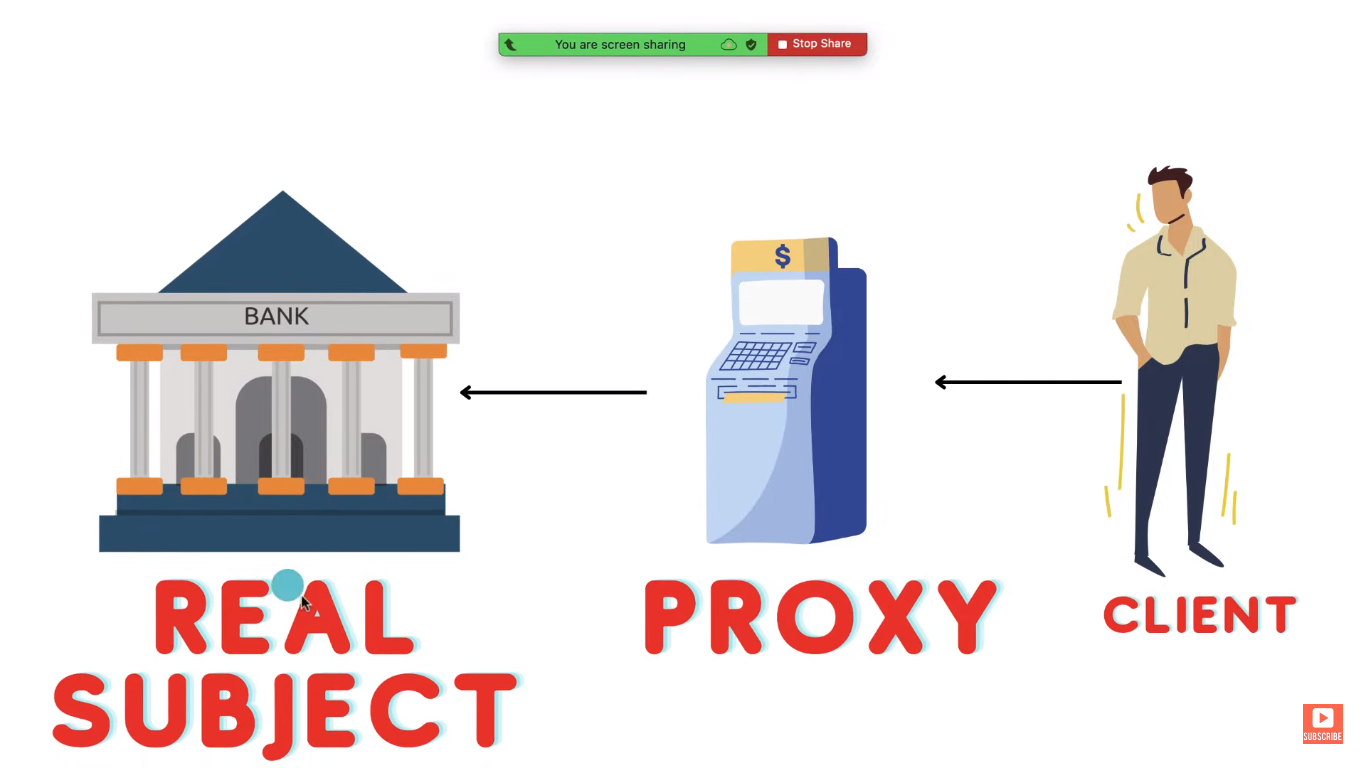 You are screen sharing
Stop Share
$
BANK
REAL
SUBJECT
PROXY
CLIENT
SUBSCRIBE